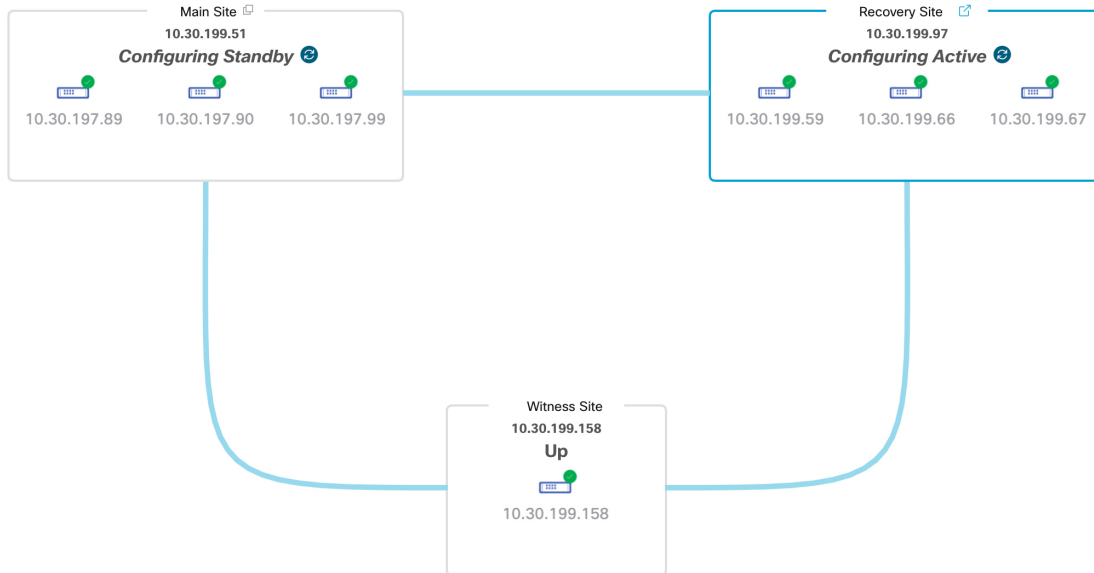 Main Site
10.30.199.51
Configuring Standby
10.30.197.89
10.30.197.90
10.30.197.99
Recovery Site
10.30.199.97
Configuring Active
10.30.199.59
10.30.199.66
10.30.199.67
Witness Site
10.30.199.158
Up
10.30.199.158